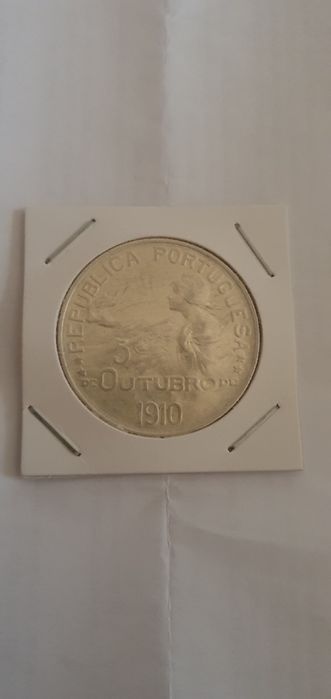 REPUBLICA PORTUGUESA
5
DE OUTUBRO DE
1910